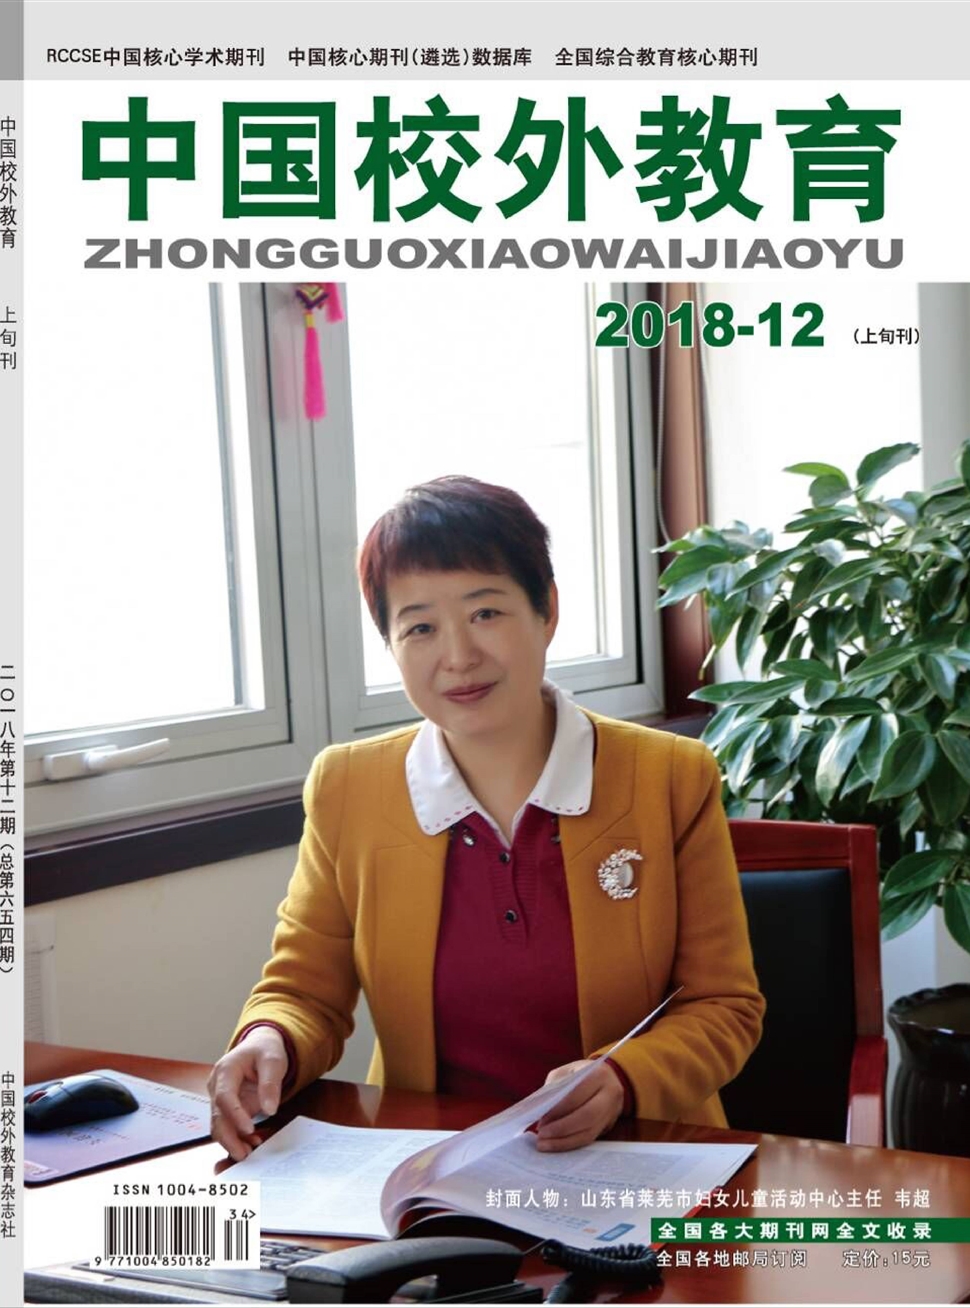 RCCSE中国核心学术期刊 中国核心期刊(遴选)数据库 全国综合教育核心期刊
中国校外教育
ZHONGGUOXIAOWAIJIAOYU
2018-12 (上旬刊)
中国校外教育
上旬刊
二〇一八年第十二期(总第六五四期)
中国校外教育杂志社
ISSN 1004-8502
34>
9 771004 850182
封面人物: 山东省莱芜市妇女儿童活动中心主任 韦超
全国各大期刊网全文收录
全国各地邮局订阅 定价:15元